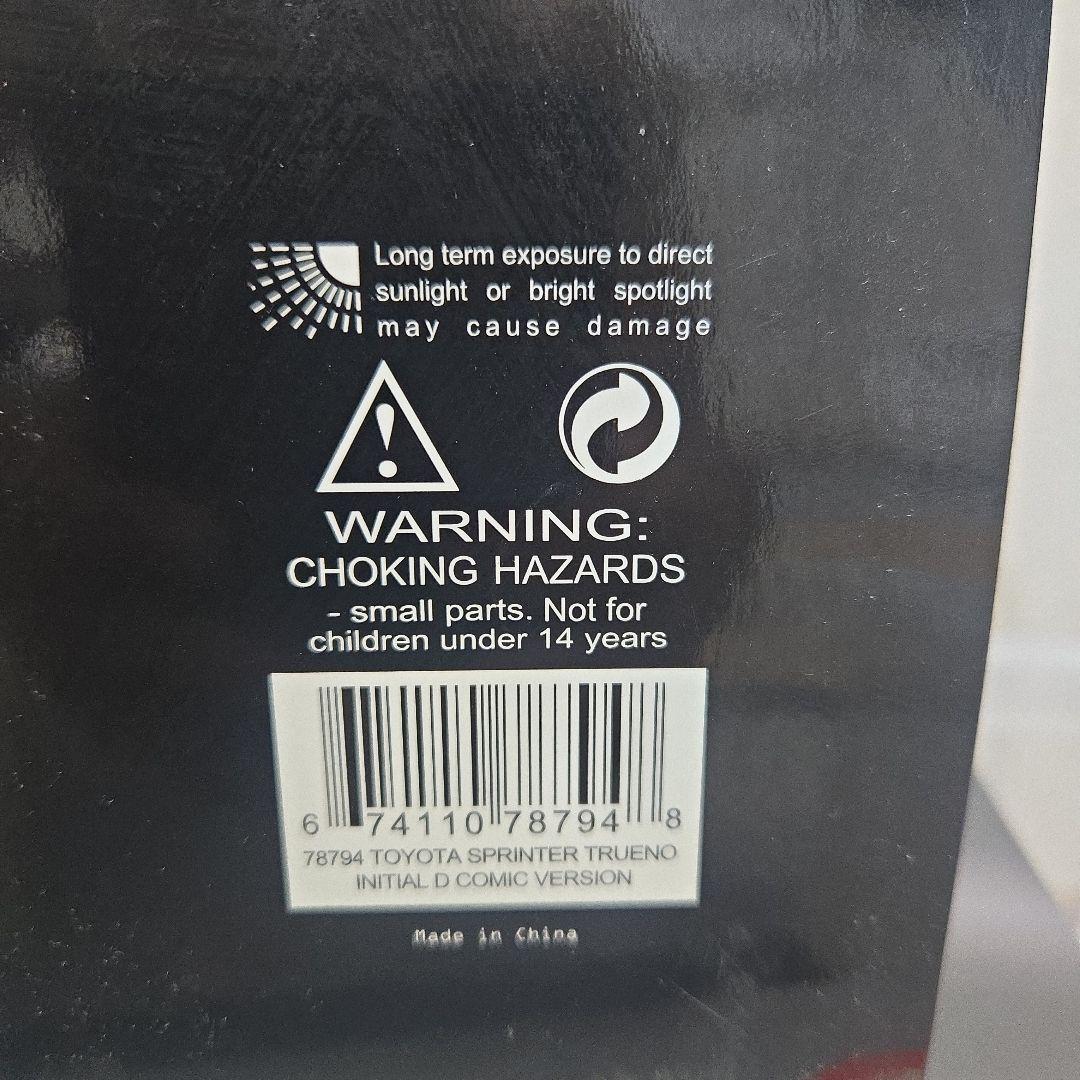 Long term exposure to direct
sunlight or bright spotlight
may cause damage
WARNING:
CHOKING HAZARDS
- small parts. Not for
children under 14 years
6 74110 78794 8
78794 TOYOTA SPRINTER TRUENO
INITIAL D COMIC VERSION
Made in China